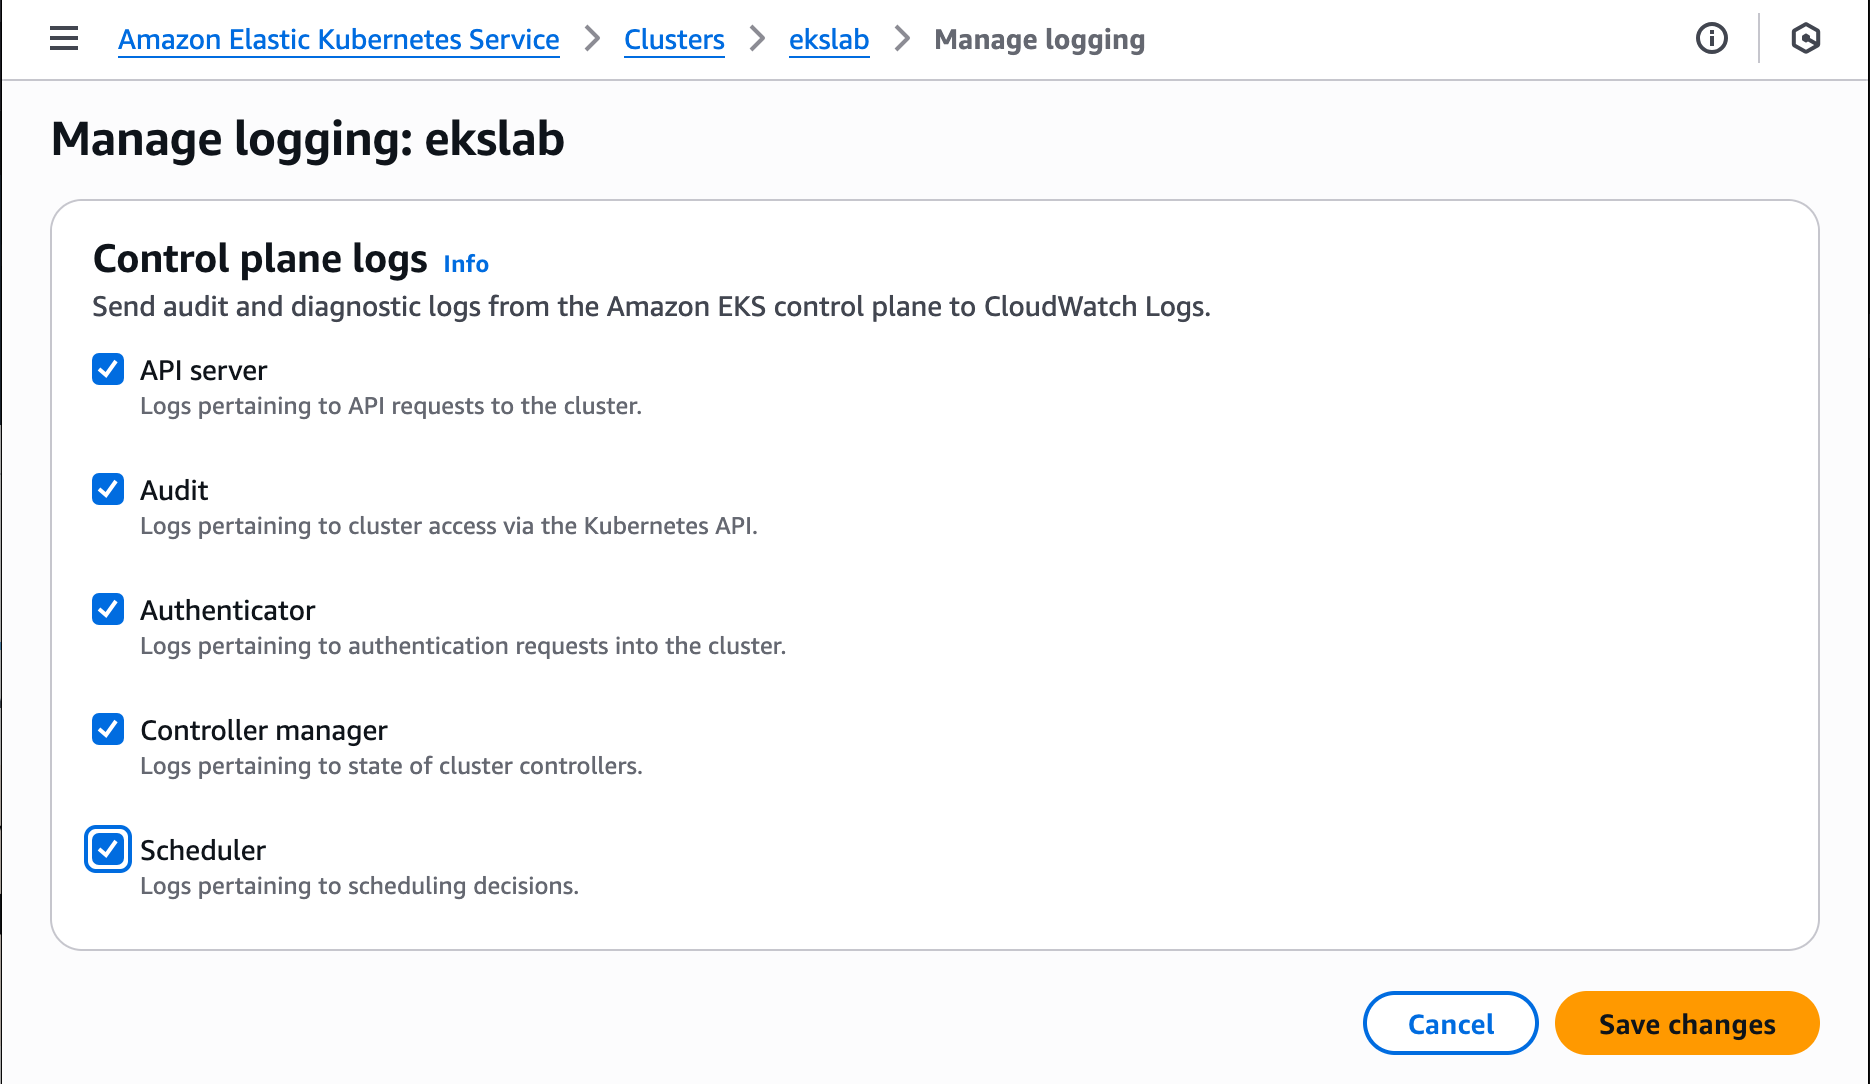 Amazon Elastic Kubernetes Service > Clusters > ekslab > Manage logging
Manage logging: ekslab
Control plane logs Info
Send audit and diagnostic logs from the Amazon EKS control plane to CloudWatch Logs.
API server
Logs pertaining to API requests to the cluster.
Audit
Logs pertaining to cluster access via the Kubernetes API.
Authenticator
Logs pertaining to authentication requests into the cluster.
Controller manager
Logs pertaining to state of cluster controllers.
Scheduler
Logs pertaining to scheduling decisions.
Cancel Save changes